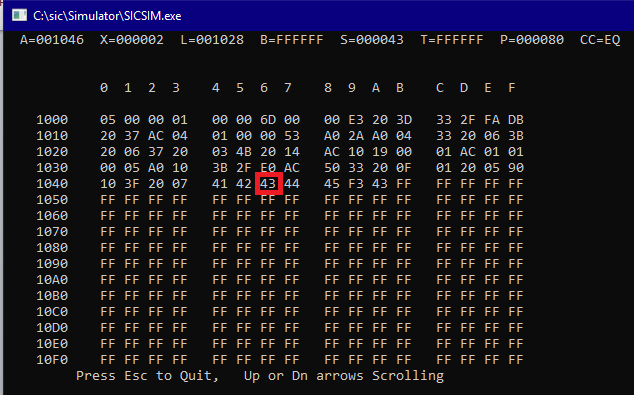 C:\sic\Simulator\SICSIM.exe
A=001046 X=000002 L=001028 B=FFFFFF S=000043 T=FFFFFF P=000080 CC=EQ
0 1 2 3 4 5 6 7 8 9 A B C D E F
1000 05 00 00 01 00 00 6D 00 00 E3 20 3D 33 2F FA DB
1010 20 37 AC 04 01 00 00 53 A0 2A A0 04 33 20 06 3B
1020 20 06 37 20 03 4B 20 14 AC 10 19 00 01 AC 01 01
1030 00 05 A0 10 3B 2F E0 AC 50 33 20 0F 01 20 05 90
1040 10 3F 20 07 41 42 43 44 45 F3 43 FF FF FF FF FF
1050 FF FF FF FF FF FF FF FF FF FF FF FF FF FF FF FF
1060 FF FF FF FF FF FF FF FF FF FF FF FF FF FF FF FF
1070 FF FF FF FF FF FF FF FF FF FF FF FF FF FF FF FF
1080 FF FF FF FF FF FF FF FF FF FF FF FF FF FF FF FF
1090 FF FF FF FF FF FF FF FF FF FF FF FF FF FF FF FF
10A0 FF FF FF FF FF FF FF FF FF FF FF FF FF FF FF FF
10B0 FF FF FF FF FF FF FF FF FF FF FF FF FF FF FF FF
10C0 FF FF FF FF FF FF FF FF FF FF FF FF FF FF FF FF
10D0 FF FF FF FF FF FF FF FF FF FF FF FF FF FF FF FF
10E0 FF FF FF FF FF FF FF FF FF FF FF FF FF FF FF FF
10F0 FF FF FF FF FF FF FF FF FF FF FF FF FF FF FF FF
Press Esc to Quit, Up or Dn arrows Scrolling